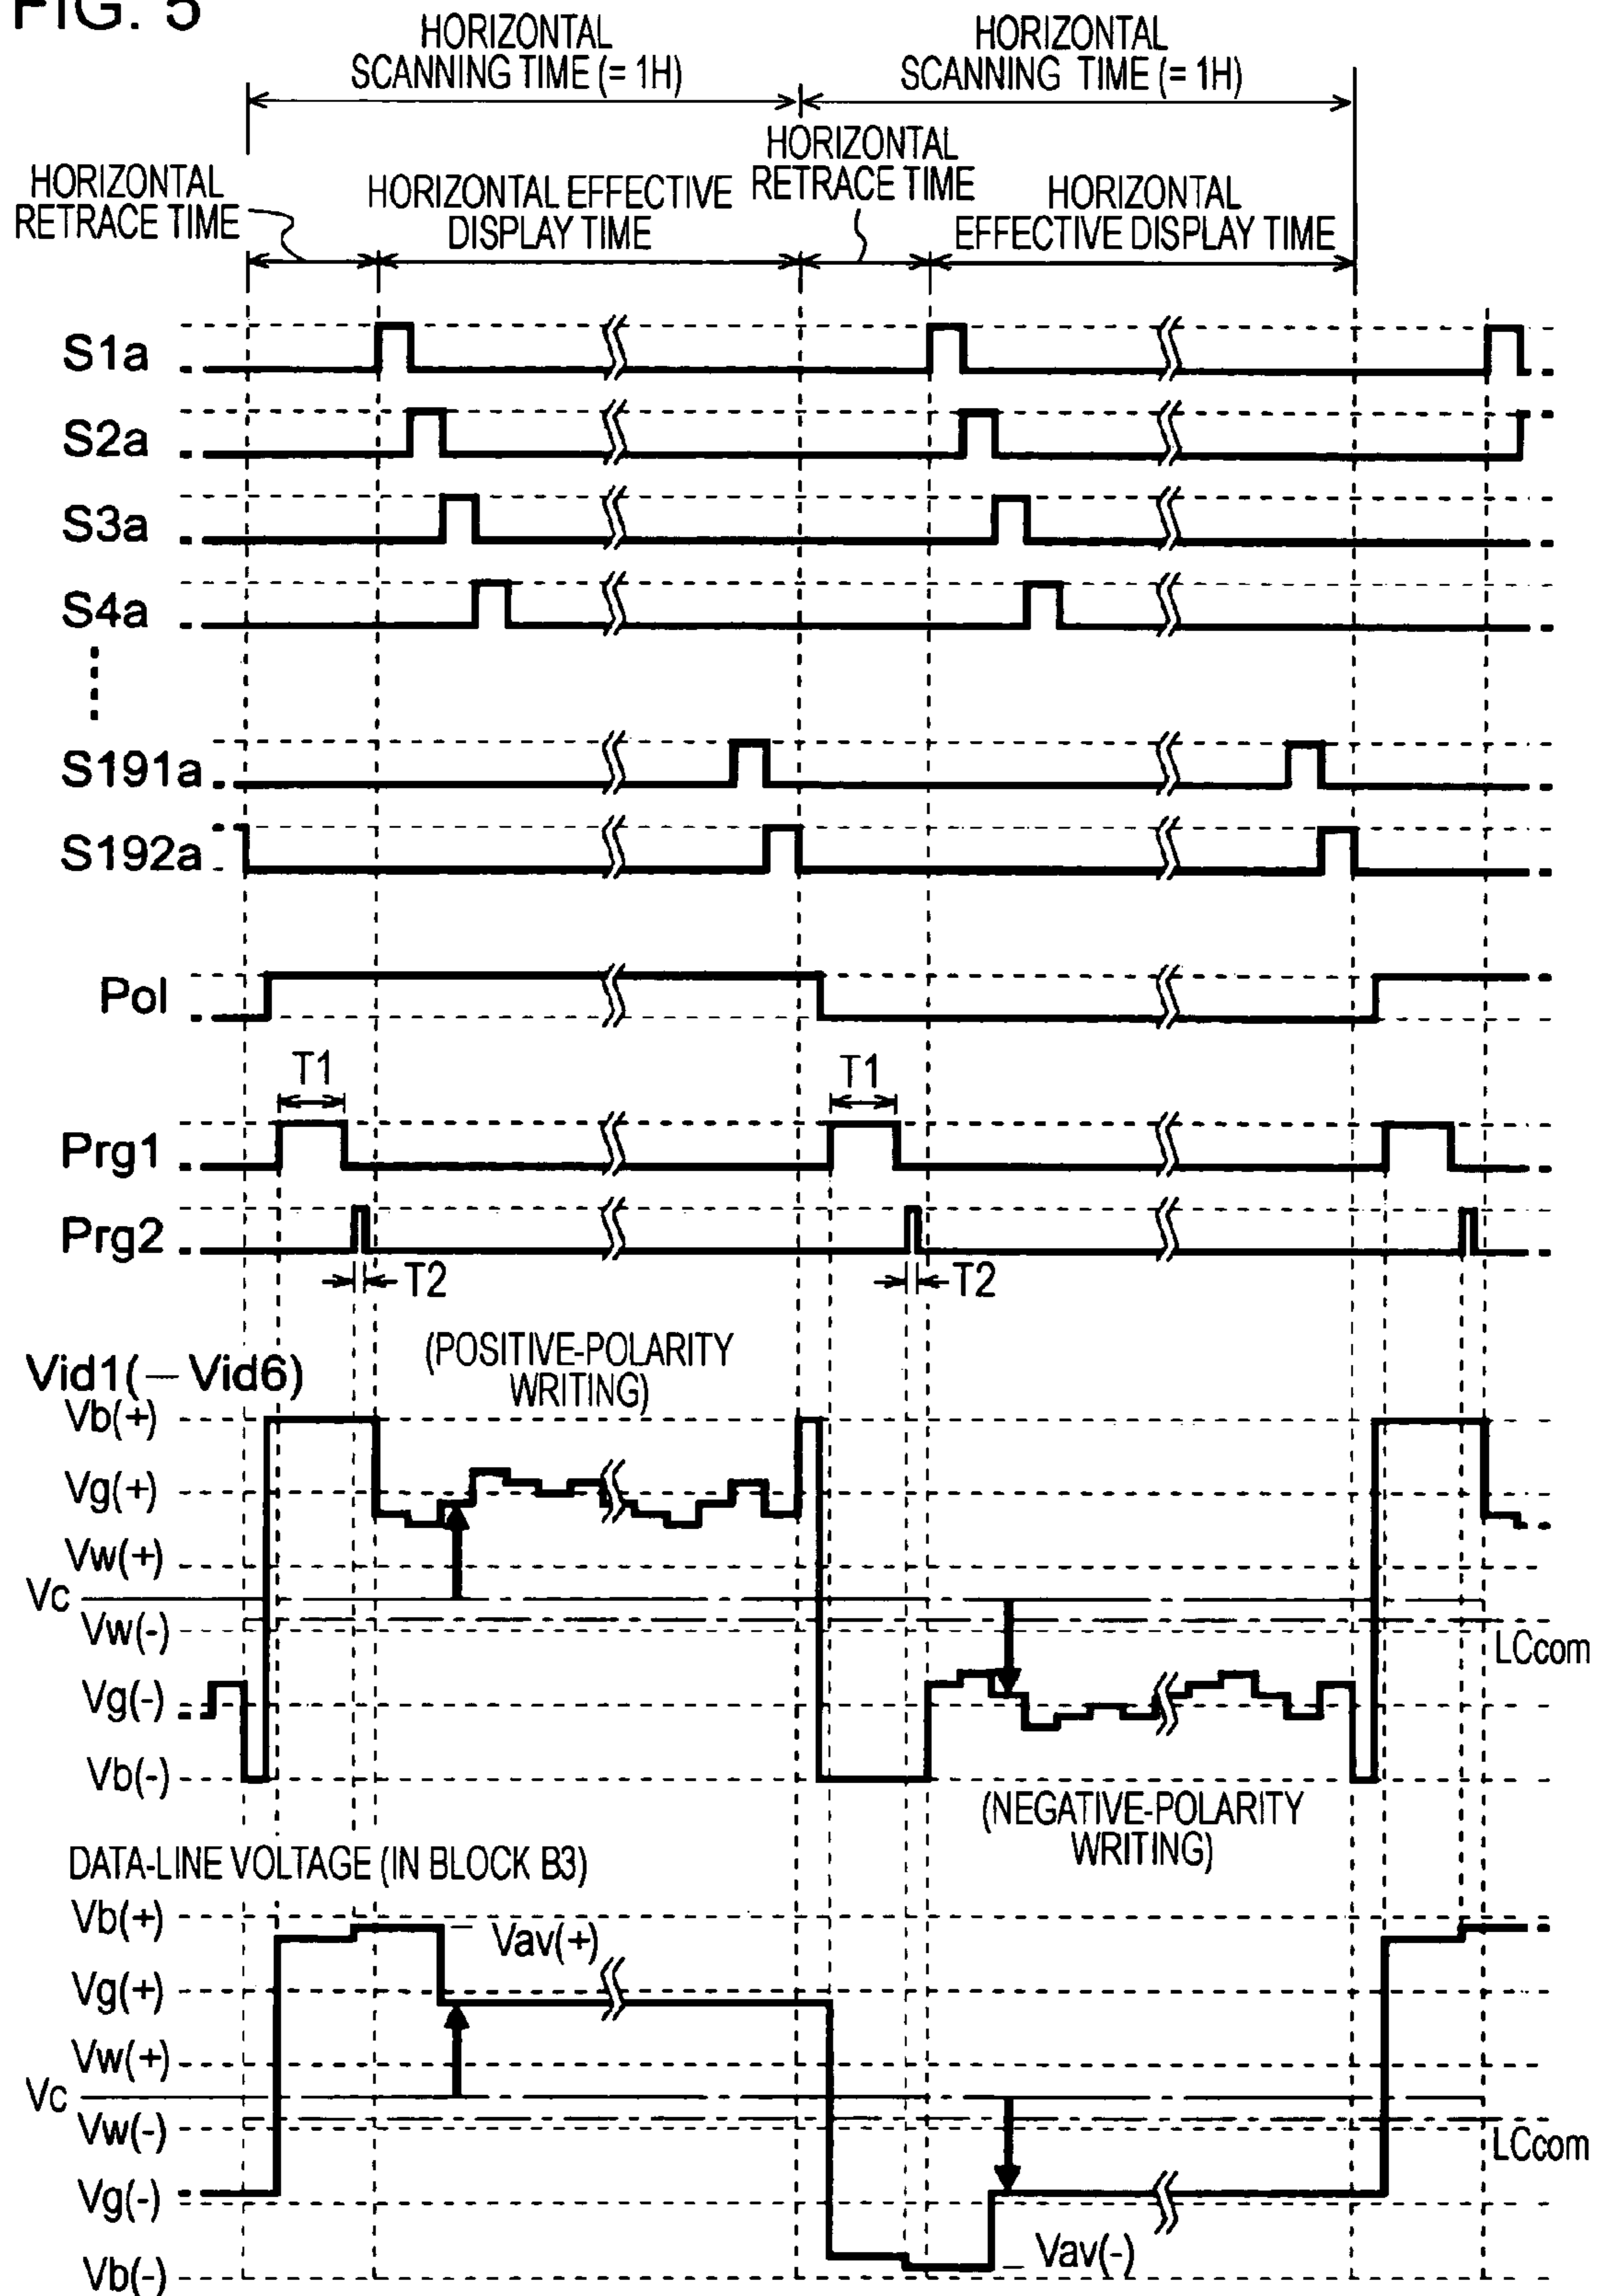 FIG. 5
HORIZONTAL
SCANNING TIME (= 1H)
HORIZONTAL
SCANNING TIME (= 1H)
HORIZONTAL
RETRACE TIME
HORIZONTAL EFFECTIVE
DISPLAY TIME
HORIZONTAL
RETRACE TIME
HORIZONTAL
EFFECTIVE DISPLAY TIME
S1a
S2a
S3a
S4a
S191a
S192a
Pol
T1
T1
Prg1
Prg2
T2
T2
(POSITIVE-POLARITY
WRITING)
Vid1(−Vid6)
Vb(+)
Vg(+)
Vw(+)
Vc
Vw(-)
LCcom
Vg(-)
Vb(-)
(NEGATIVE-POLARITY
WRITING)
DATA-LINE VOLTAGE (IN BLOCK B3)
Vb(+)
Vav(+)
Vg(+)
Vw(+)
Vc
Vw(-)
LCcom
Vg(-)
Vav(-)
Vb(-)